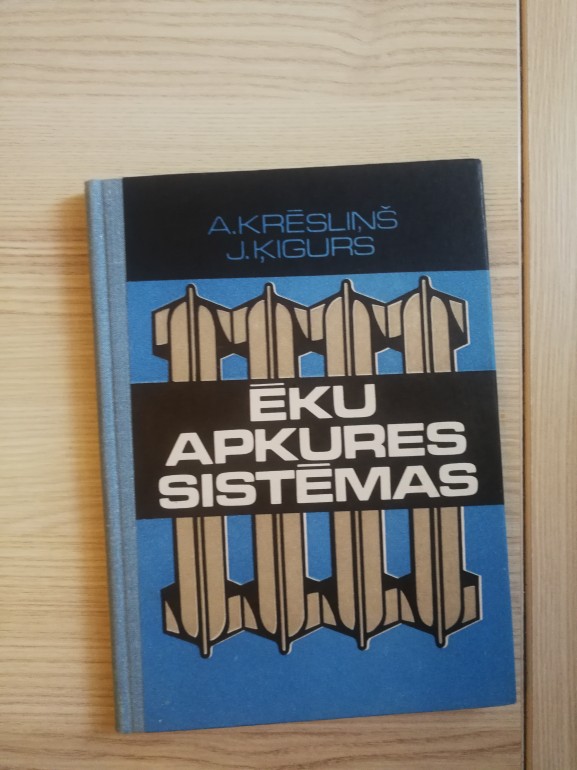 A.KRĒSLIŅŠ
J.ĶIGURS
ĒKU
APKURES
SISTĒMAS